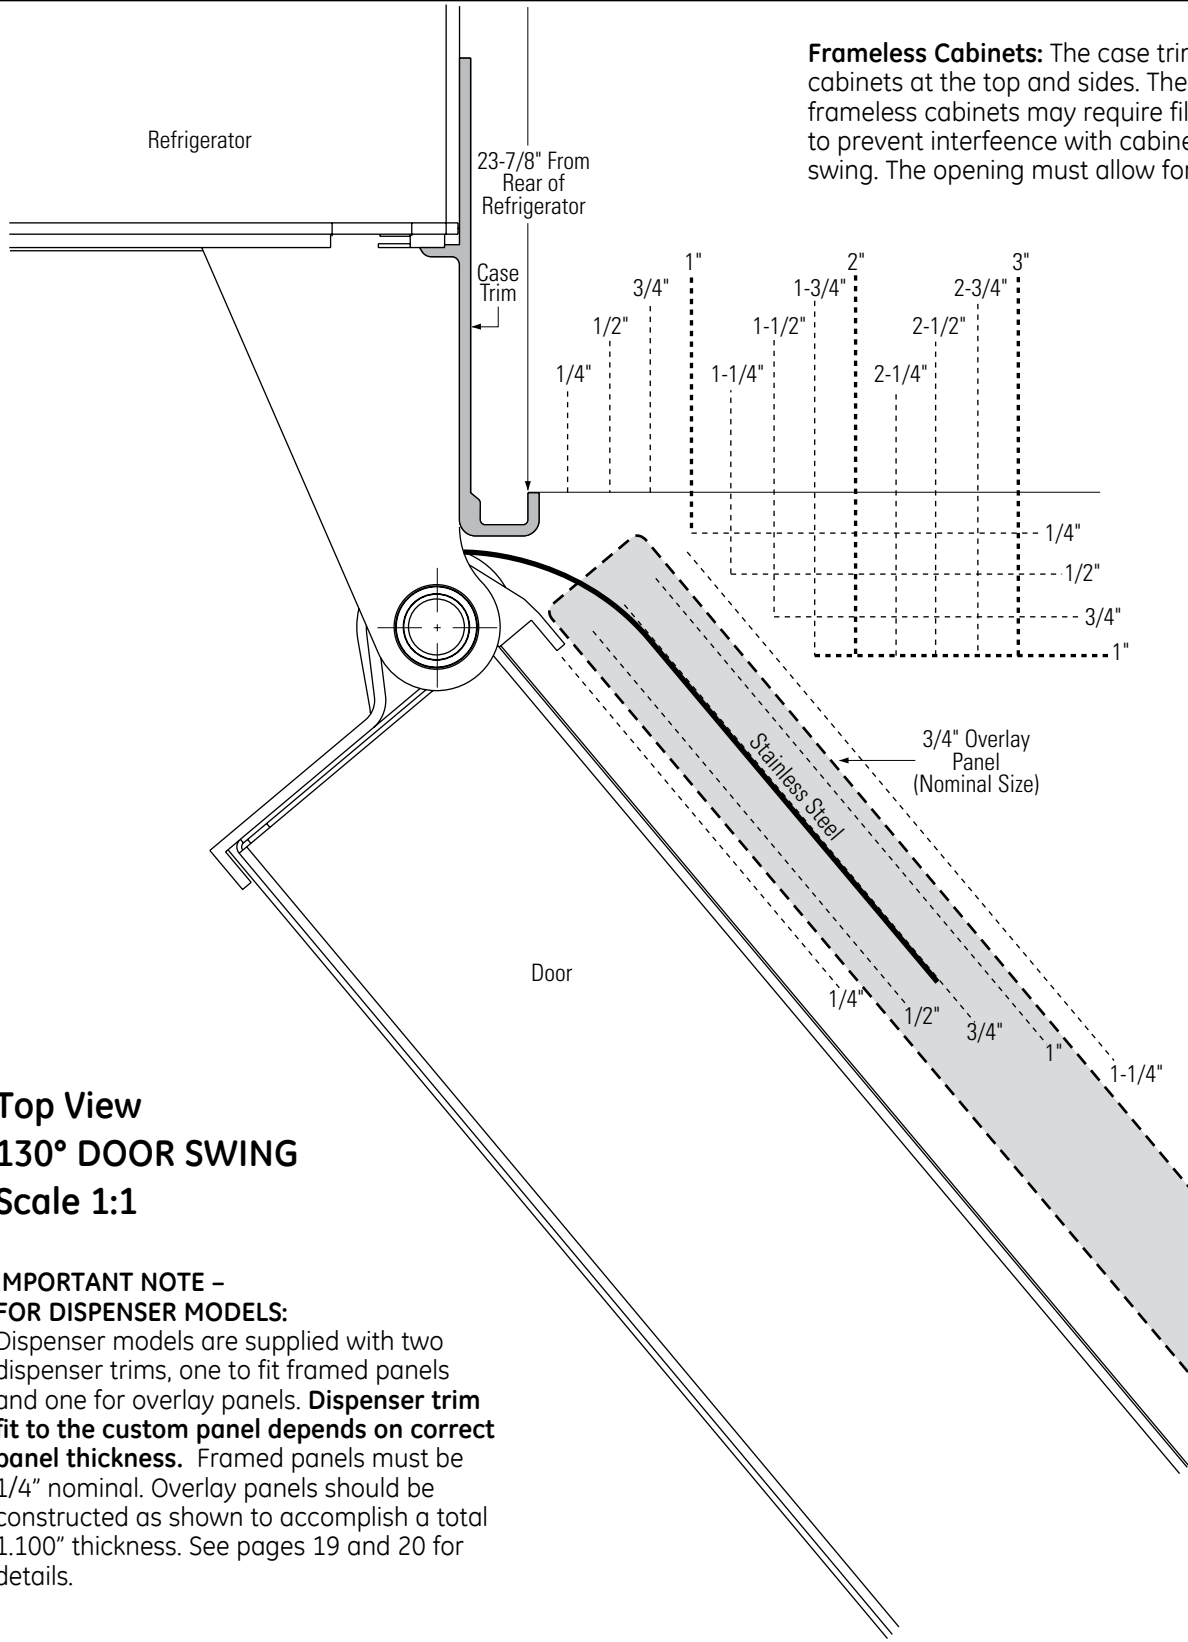 Frameless Cabinets: The case trim
cabinets at the top and sides. The
frameless cabinets may require fil
to prevent interfeence with cabine
swing. The opening must allow for
Refrigerator
23-7/8" From
Rear of
Refrigerator
Case
Trim
1"
2"
3"
3/4"
1-3/4"
2-3/4"
1/2"
1-1/2"
2-1/2"
1/4"
1-1/4"
2-1/4"
1/4"
1/2"
3/4"
1"
3/4" Overlay
Panel
(Nominal Size)
Stainless Steel
Door
1/4"
1/2"
3/4"
1"
1-1/4"
Top View
130° DOOR SWING
Scale 1:1
IMPORTANT NOTE –
FOR DISPENSER MODELS:
Dispenser models are supplied with two
dispenser trims, one to fit framed panels
and one for overlay panels. Dispenser trim
fit to the custom panel depends on correct
panel thickness. Framed panels must be
1/4” nominal. Overlay panels should be
constructed as shown to accomplish a total
1.100” thickness. See pages 19 and 20 for
details.